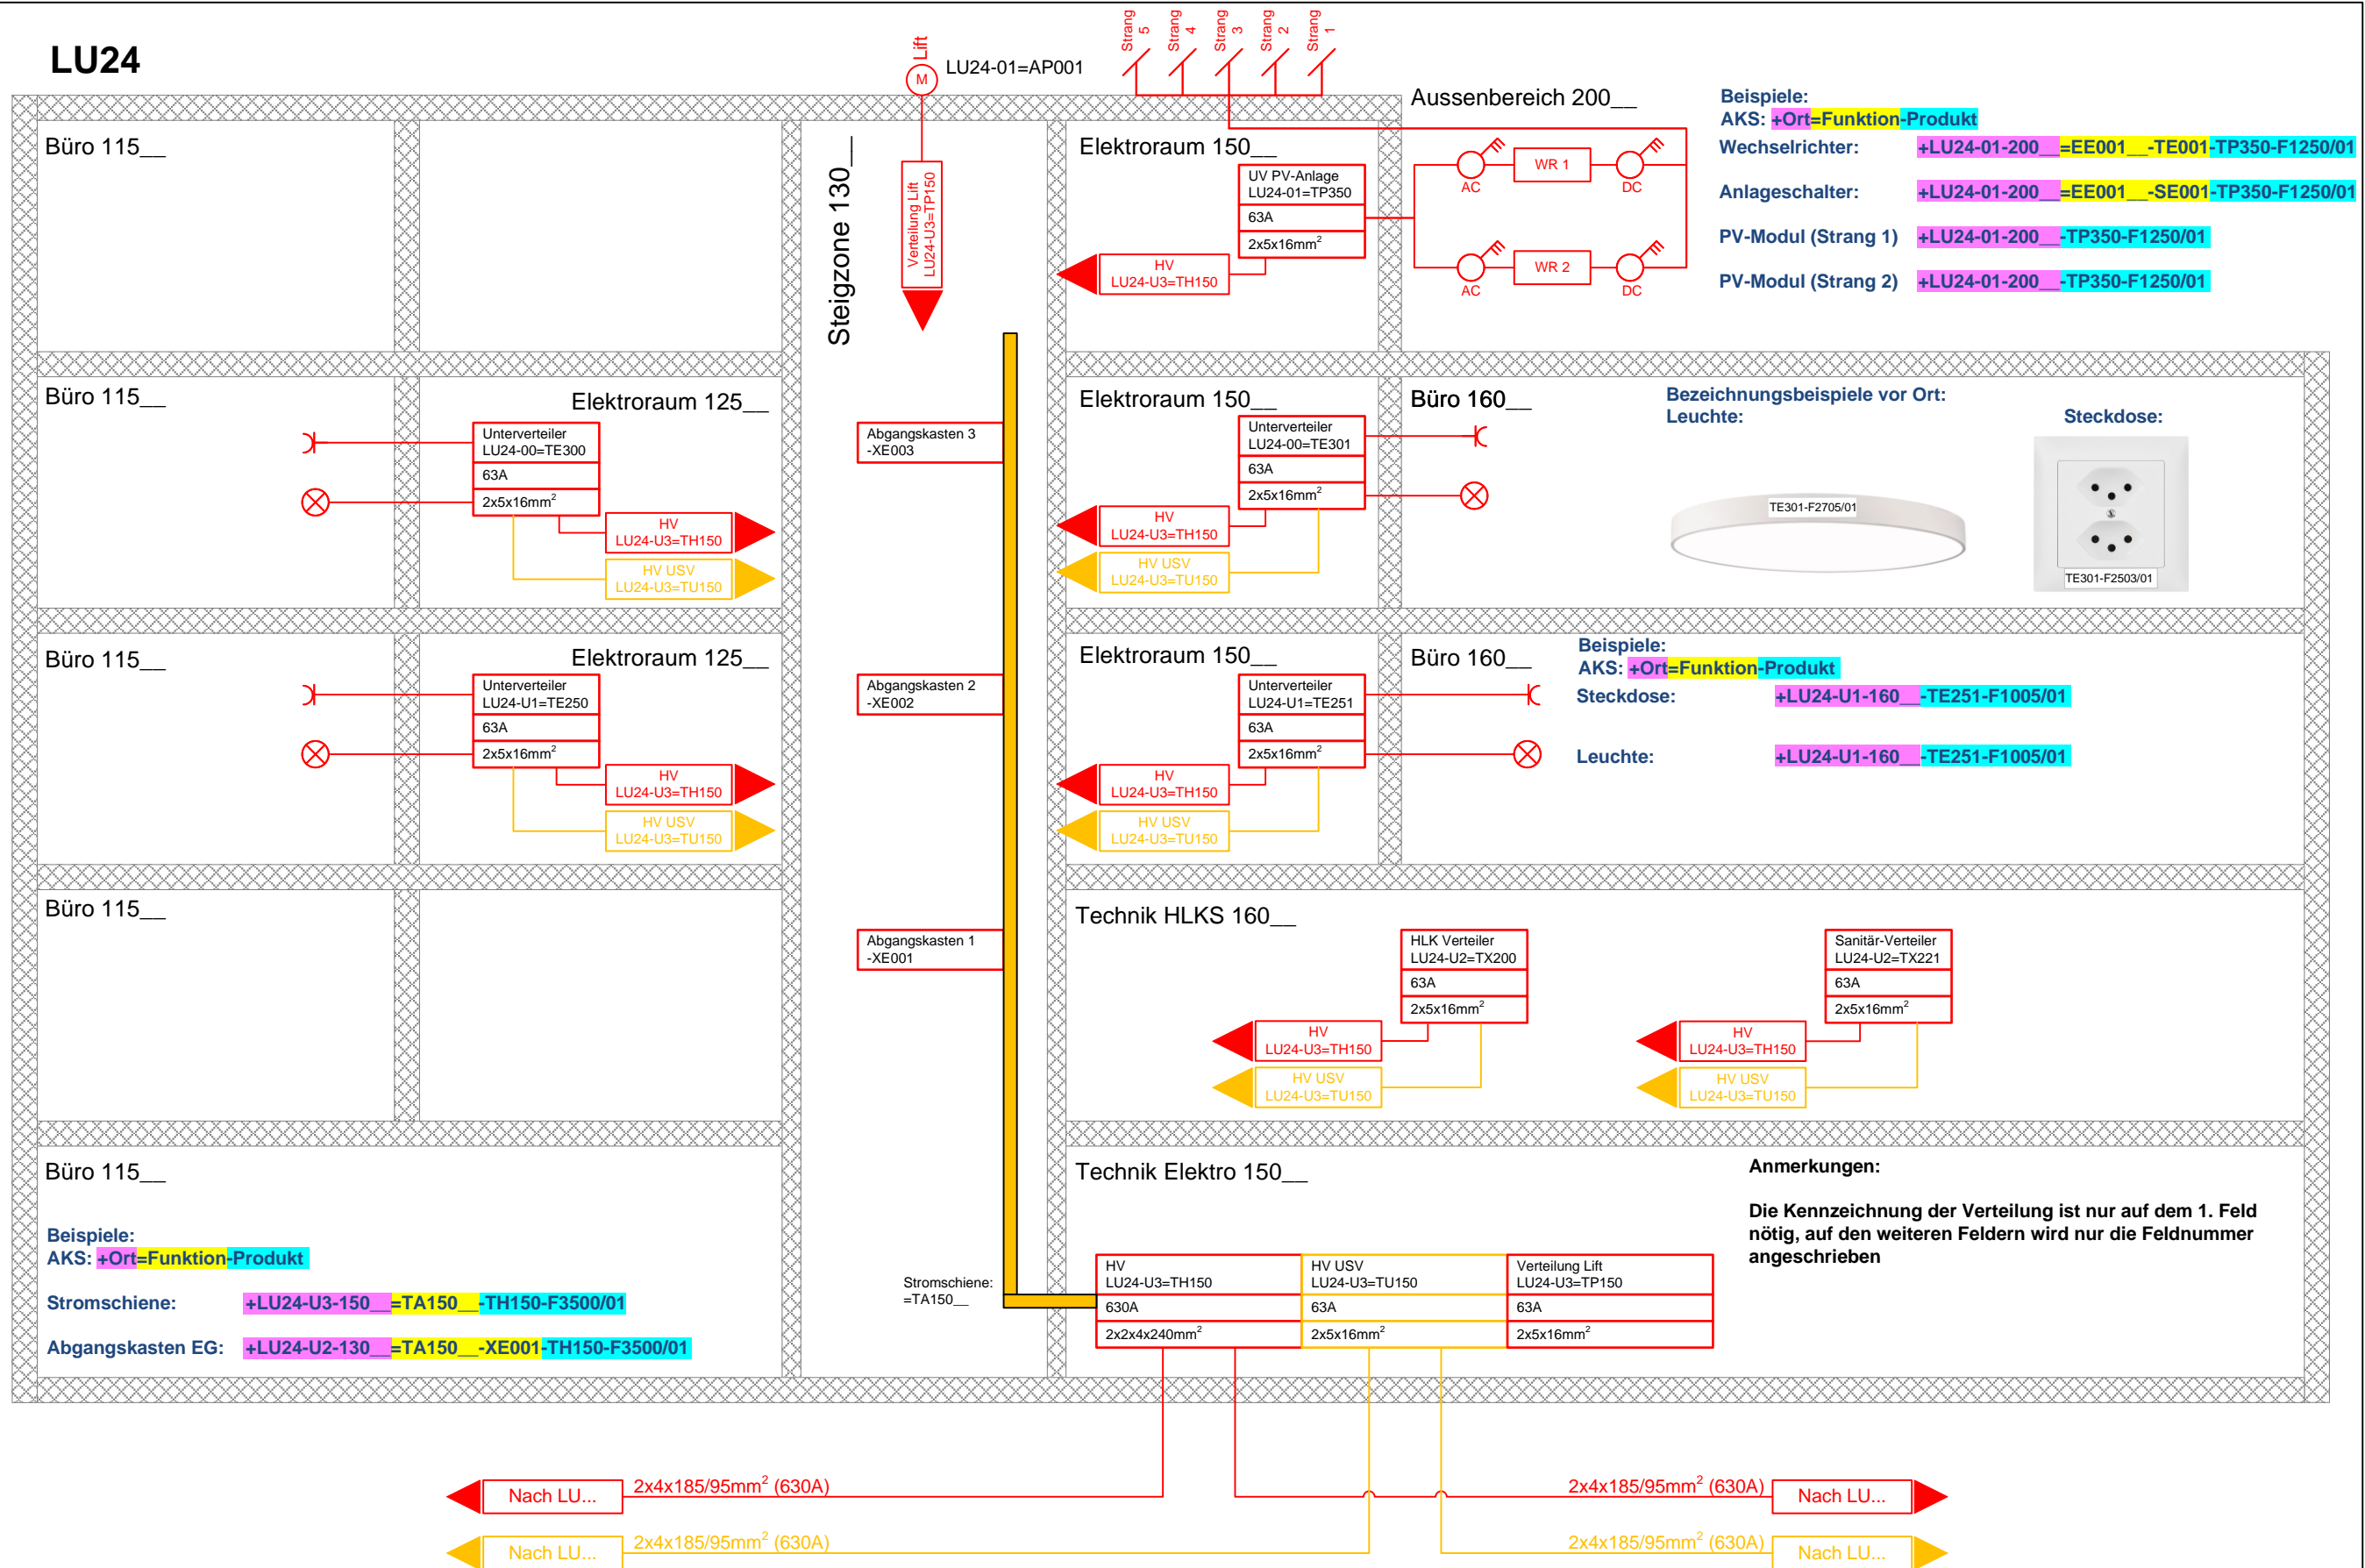 LU24
Lift
M
LU24-01=AP001
Strang
5
Strang
4
Strang
3
Strang
2
Strang
1
Büro 115__
Steigzone 130__
Verteilung Lift
LU24-U3=TP150
Elektroraum 150__
UV PV-Anlage
LU24-01=TP350
63A
2x5x16mm²
HV
LU24-U3=TH150
Aussenbereich 200__
AC
WR 1
DC
AC
WR 2
DC
Beispiele:
AKS: +Ort=Funktion-Produkt
Wechselrichter: +LU24-01-200__=EE001__-TE001-TP350-F1250/01
Anlageschalter: +LU24-01-200__=EE001__-SE001-TP350-F1250/01
PV-Modul (Strang 1) +LU24-01-200__-TP350-F1250/01
PV-Modul (Strang 2) +LU24-01-200__-TP350-F1250/01
Büro 115__
Elektroraum 125__
Unterverteiler
LU24-00=TE300
63A
2x5x16mm²
HV
LU24-U3=TH150
HV USV
LU24-U3=TU150
Abgangskasten 3
-XE003
Elektroraum 150__
Unterverteiler
LU24-00=TE301
63A
2x5x16mm²
HV
LU24-U3=TH150
HV USV
LU24-U3=TU150
Büro 160__
Bezeichnungsbeispiele vor Ort:
Leuchte: Steckdose:
TE301-F2705/01
TE301-F2503/01
Büro 115__
Elektroraum 125__
Unterverteiler
LU24-U1=TE250
63A
2x5x16mm²
HV
LU24-U3=TH150
HV USV
LU24-U3=TU150
Abgangskasten 2
-XE002
Elektroraum 150__
Unterverteiler
LU24-U1=TE251
63A
2x5x16mm²
HV
LU24-U3=TH150
HV USV
LU24-U3=TU150
Büro 160__
Beispiele:
AKS: +Ort=Funktion-Produkt
Steckdose: +LU24-U1-160__-TE251-F1005/01
Leuchte: +LU24-U1-160__-TE251-F1005/01
Büro 115__
Abgangskasten 1
-XE001
Technik HLKS 160__
HLK Verteiler
LU24-U2=TX200
63A
2x5x16mm²
HV
LU24-U3=TH150
HV USV
LU24-U3=TU150
Sanitär-Verteiler
LU24-U2=TX221
63A
2x5x16mm²
HV
LU24-U3=TH150
HV USV
LU24-U3=TU150
Büro 115__
Beispiele:
AKS: +Ort=Funktion-Produkt
Stromschiene: +LU24-U3-150__=TA150__-TH150-F3500/01
Abgangskasten EG: +LU24-U2-130__=TA150__-XE001-TH150-F3500/01
Stromschiene:
=TA150__
Technik Elektro 150__
HV
LU24-U3=TH150
630A
2x2x4x240mm²
HV USV
LU24-U3=TU150
63A
2x5x16mm²
Verteilung Lift
LU24-U3=TP150
63A
2x5x16mm²
Anmerkungen:
Die Kennzeichnung der Verteilung ist nur auf dem 1. Feld
nötig, auf den weiteren Feldern wird nur die Feldnummer
angeschrieben
Nach LU... 2x4x185/95mm² (630A)
2x4x185/95mm² (630A) Nach LU...
Nach LU... 2x4x185/95mm² (630A)
2x4x185/95mm² (630A) Nach LU...